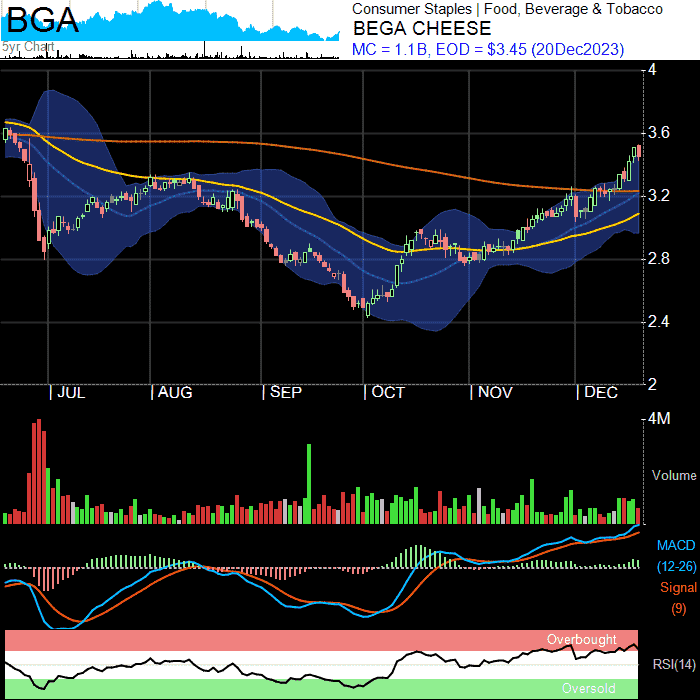 BGA
5yr Chart
Consumer Staples | Food, Beverage & Tobacco
BEGA CHEESE
MC = 1.1B, EOD = $3.45 (20Dec2023)
4
3.6
3.2
2.8
2.4
2
| JUL | AUG | SEP | OCT | NOV | DEC
4M
Volume
MACD
(12-26)
Signal
(9)
Overbought
RSI(14)
Oversold